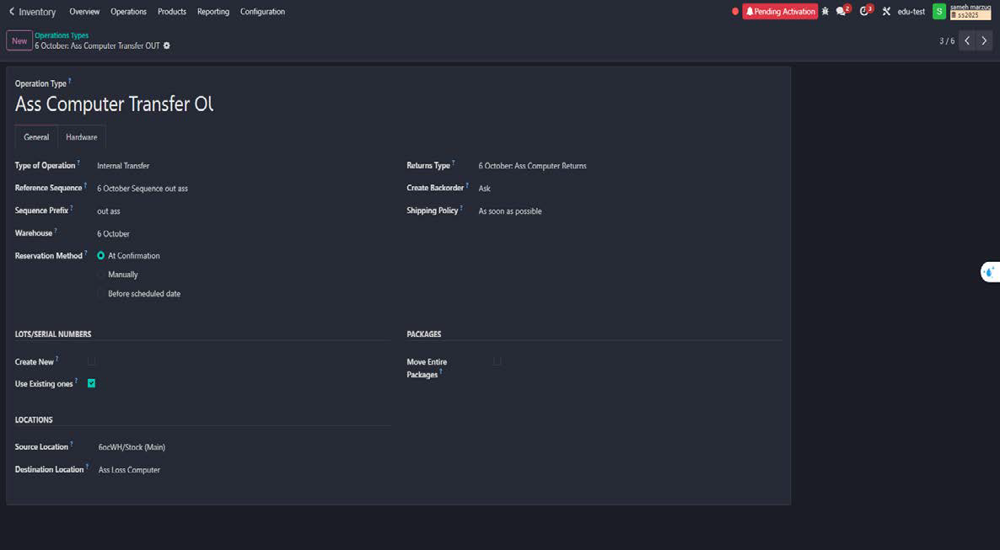 Inventory Overview Operations Products Reporting Configuration
Pending Activation 2 3 edu-test S sameh marzuq
ss2025
New Operations Types
6 October: Ass Computer Transfer OUT
3 / 6
Operation Type ?
Ass Computer Transfer OU
General Hardware
Type of Operation ? Internal Transfer
Reference Sequence ? 6 October Sequence out ass
Sequence Prefix ? out ass
Warehouse ? 6 October
Reservation Method ? At Confirmation
Manually
Before scheduled date
Returns Type ? 6 October: Ass Computer Returns
Create Backorder ? Ask
Shipping Policy ? As soon as possible
LOTS/SERIAL NUMBERS
Create New ?
Use Existing ones ?
PACKAGES
Move Entire
Packages ?
LOCATIONS
Source Location ? 6ocWH/Stock (Main)
Destination Location ? Ass Loss Computer